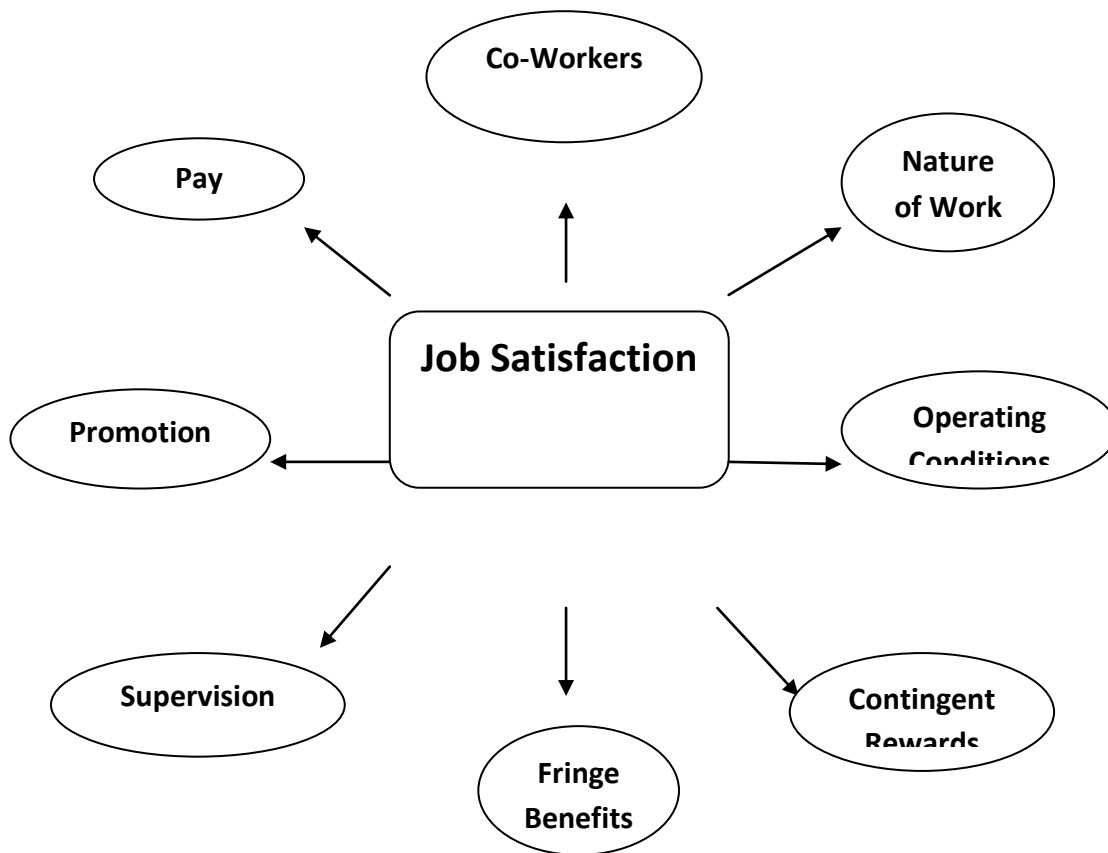 Co-Workers
Pay
Nature
of Work
Job Satisfaction
Promotion
Operating
Conditions
Supervision
Contingent
Rewards
Fringe
Benefits